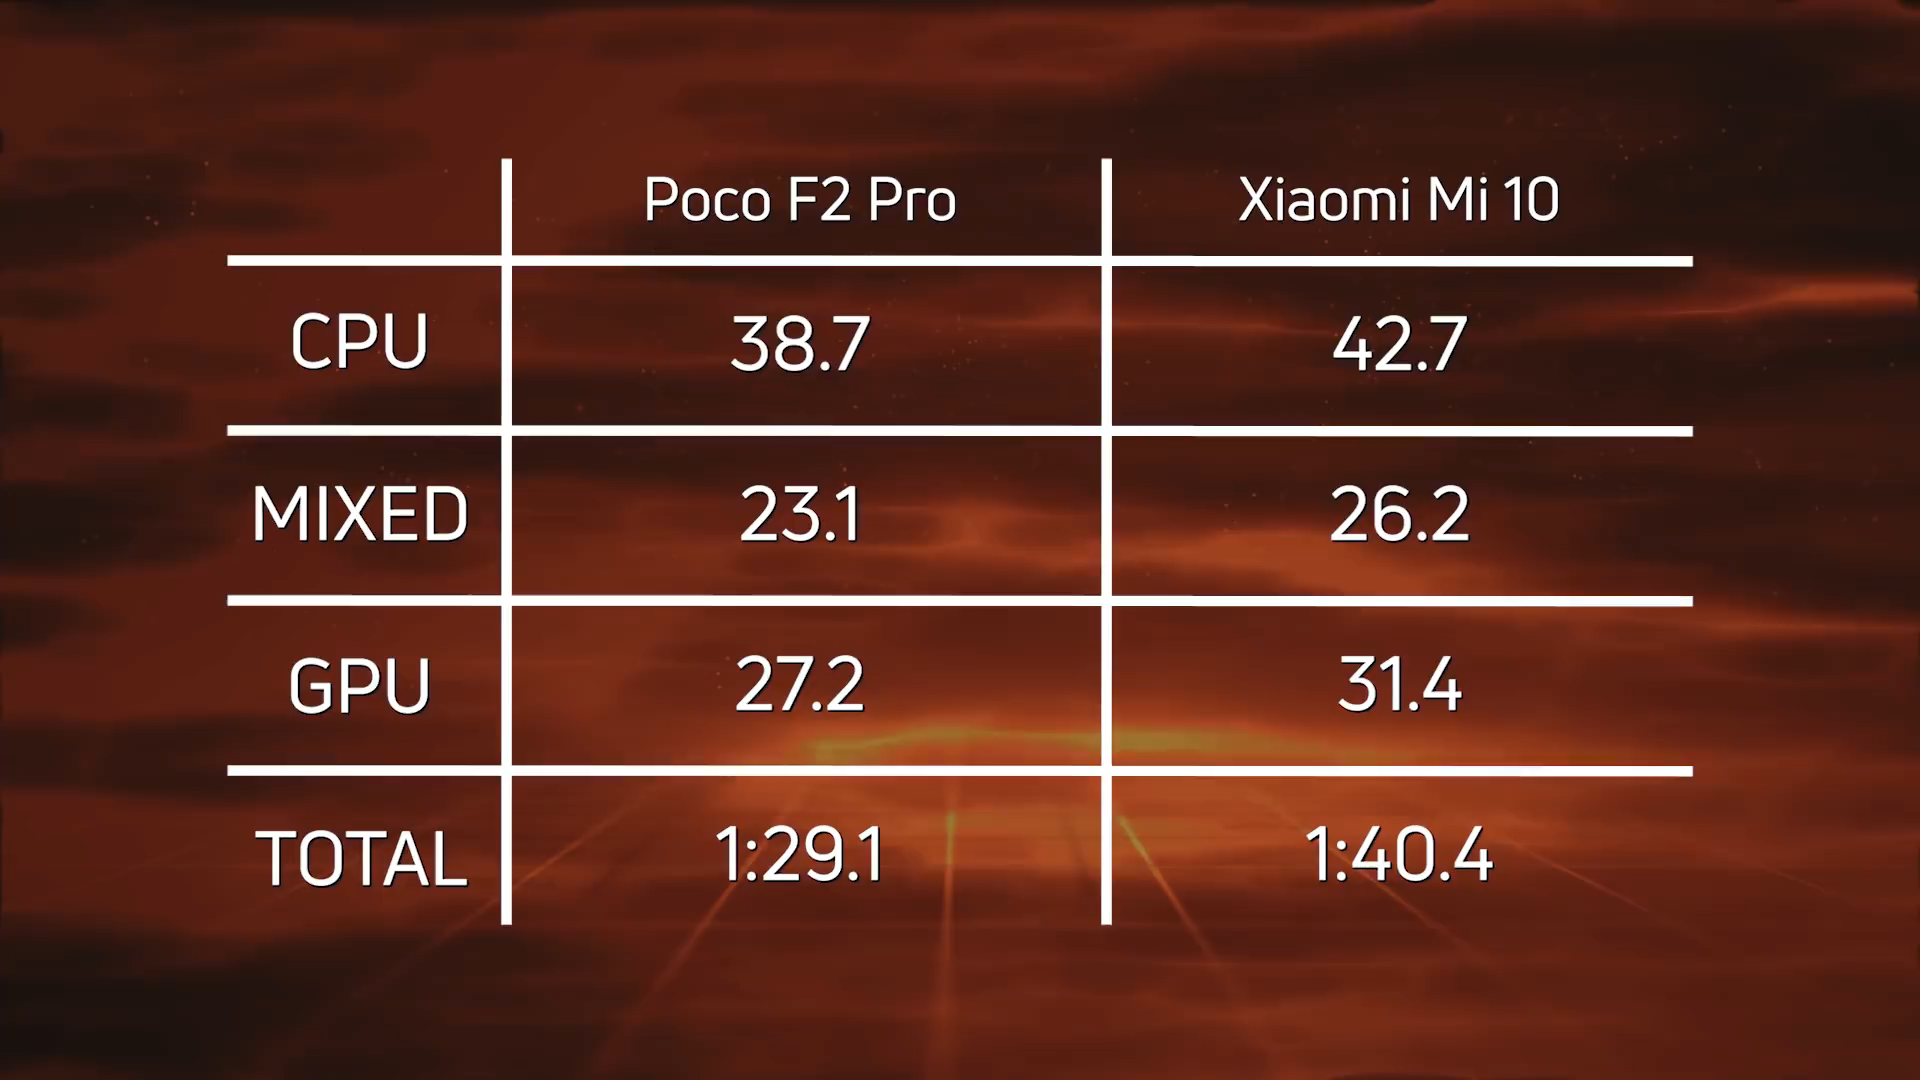 Poco F2 Pro Xiaomi Mi 10
CPU 38.7 42.7
MIXED 23.1 26.2
GPU 27.2 31.4
TOTAL 1:29.1 1:40.4